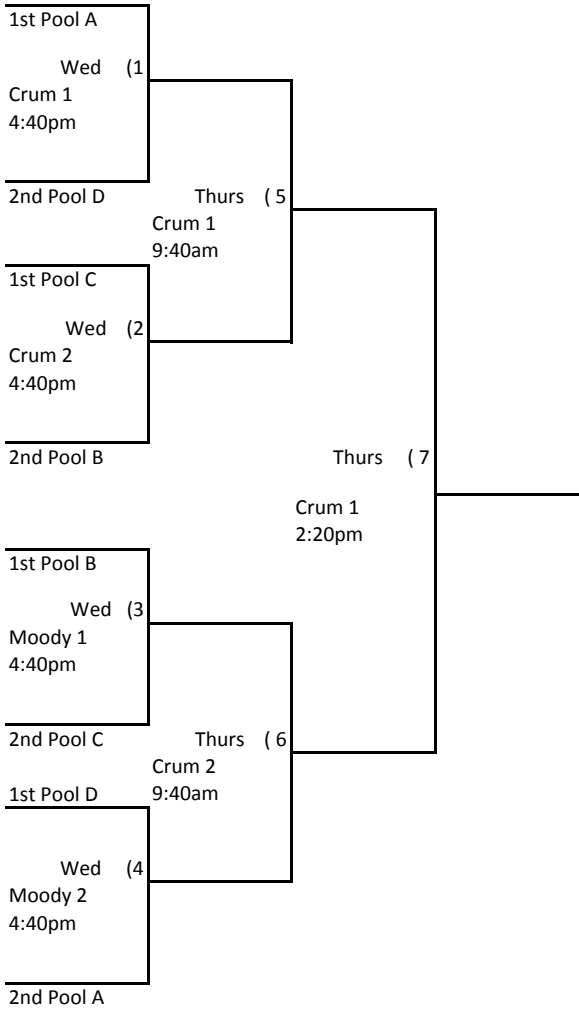 1st Pool A
Wed (1
Crum 1
4:40pm
2nd Pool D
Thurs ( 5
Crum 1
9:40am
1st Pool C
Wed (2
Crum 2
4:40pm
2nd Pool B
Thurs ( 7
Crum 1
2:20pm
1st Pool B
Wed (3
Moody 1
4:40pm
2nd Pool C
Thurs ( 6
Crum 2
9:40am
1st Pool D
Wed (4
Moody 2
4:40pm
2nd Pool A